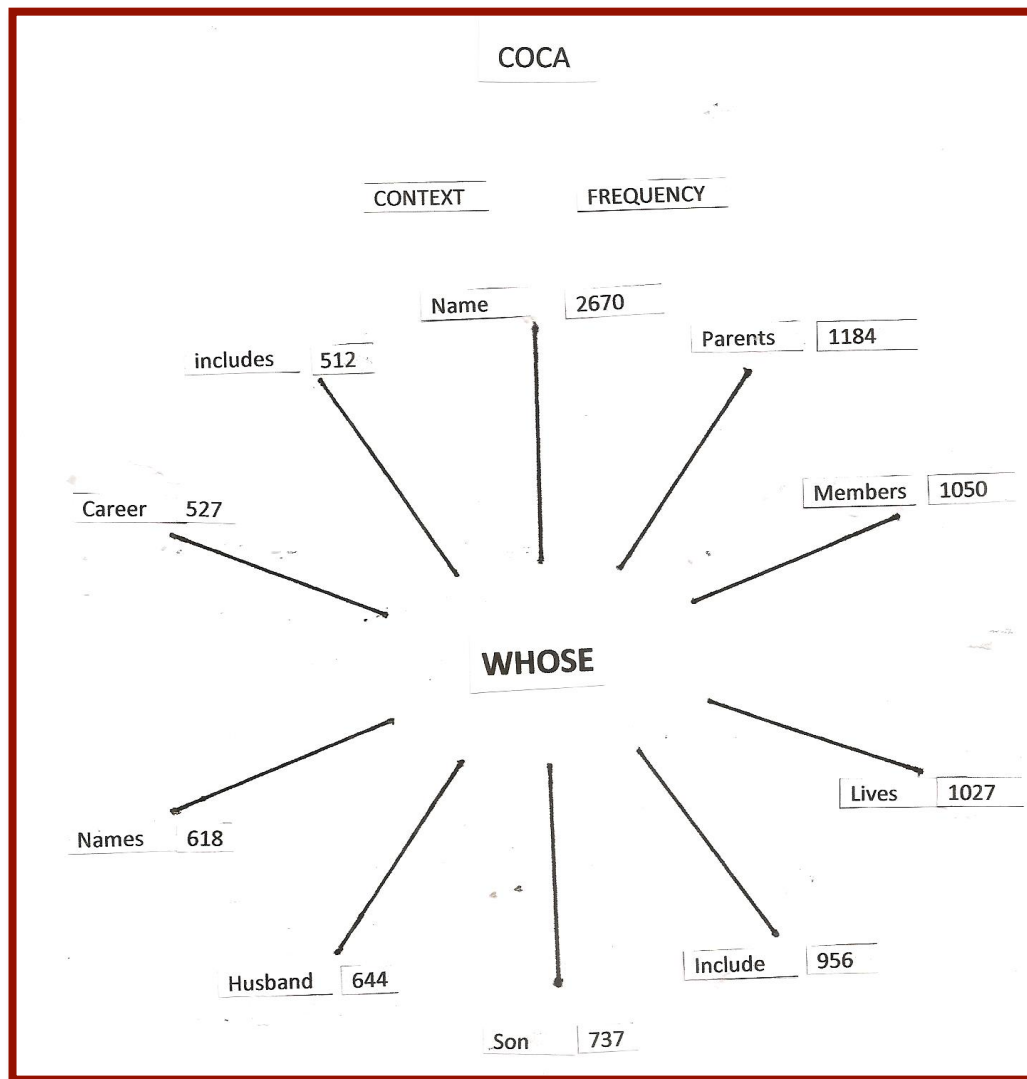 COCA
CONTEXT FREQUENCY
Name 2670
Parents 1184
includes 512
Members 1050
Career 527
WHOSE
Lives 1027
Names 618
Include 956
Husband 644
Son 737